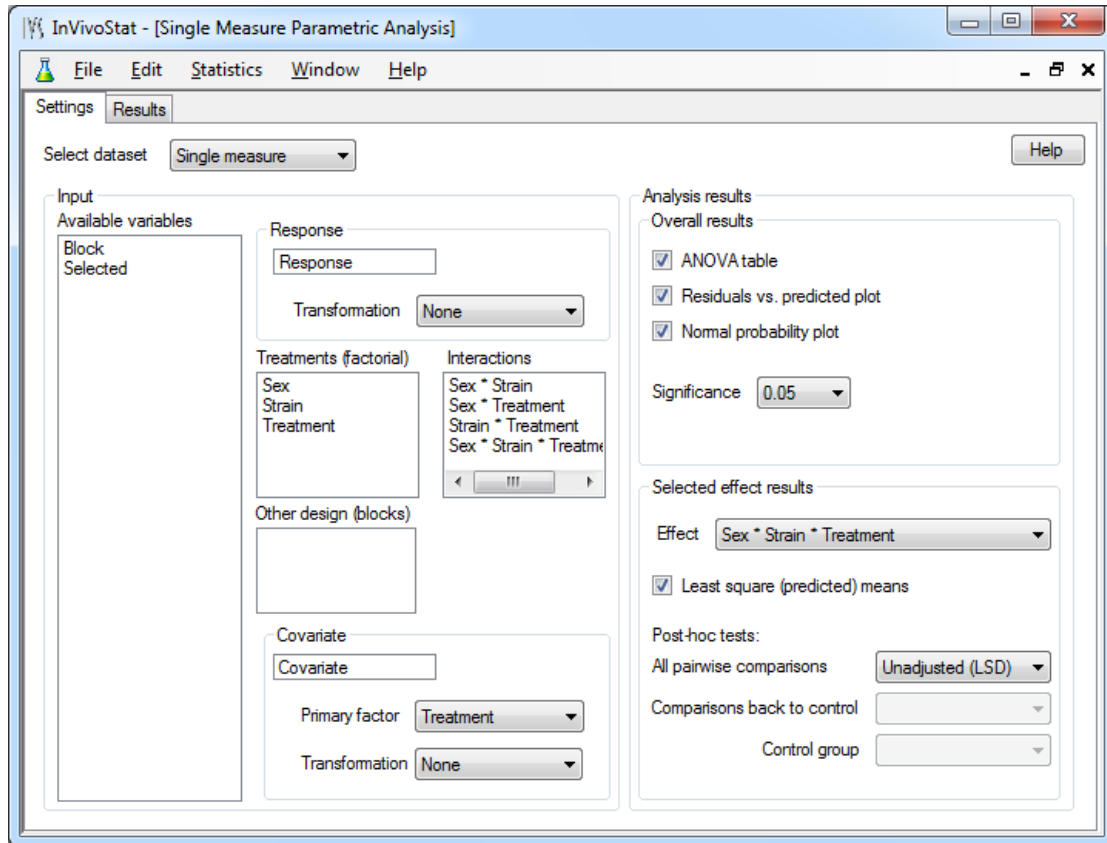 InVivoStat - [Single Measure Parametric Analysis]
File Edit Statistics Window Help
Settings Results
Select dataset Single measure Help
Input
Available variables
Block
Selected
Response
Response
Transformation None
Treatments (factorial)
Sex
Strain
Treatment
Interactions
Sex * Strain
Sex * Treatment
Strain * Treatment
Sex * Strain * Treatme
Other design (blocks)
Covariate
Covariate
Primary factor Treatment
Transformation None
Analysis results
Overall results
ANOVA table
Residuals vs. predicted plot
Normal probability plot
Significance 0.05
Selected effect results
Effect Sex * Strain * Treatment
Least square (predicted) means
Post-hoc tests:
All pairwise comparisons Unadjusted (LSD)
Comparisons back to control
Control group